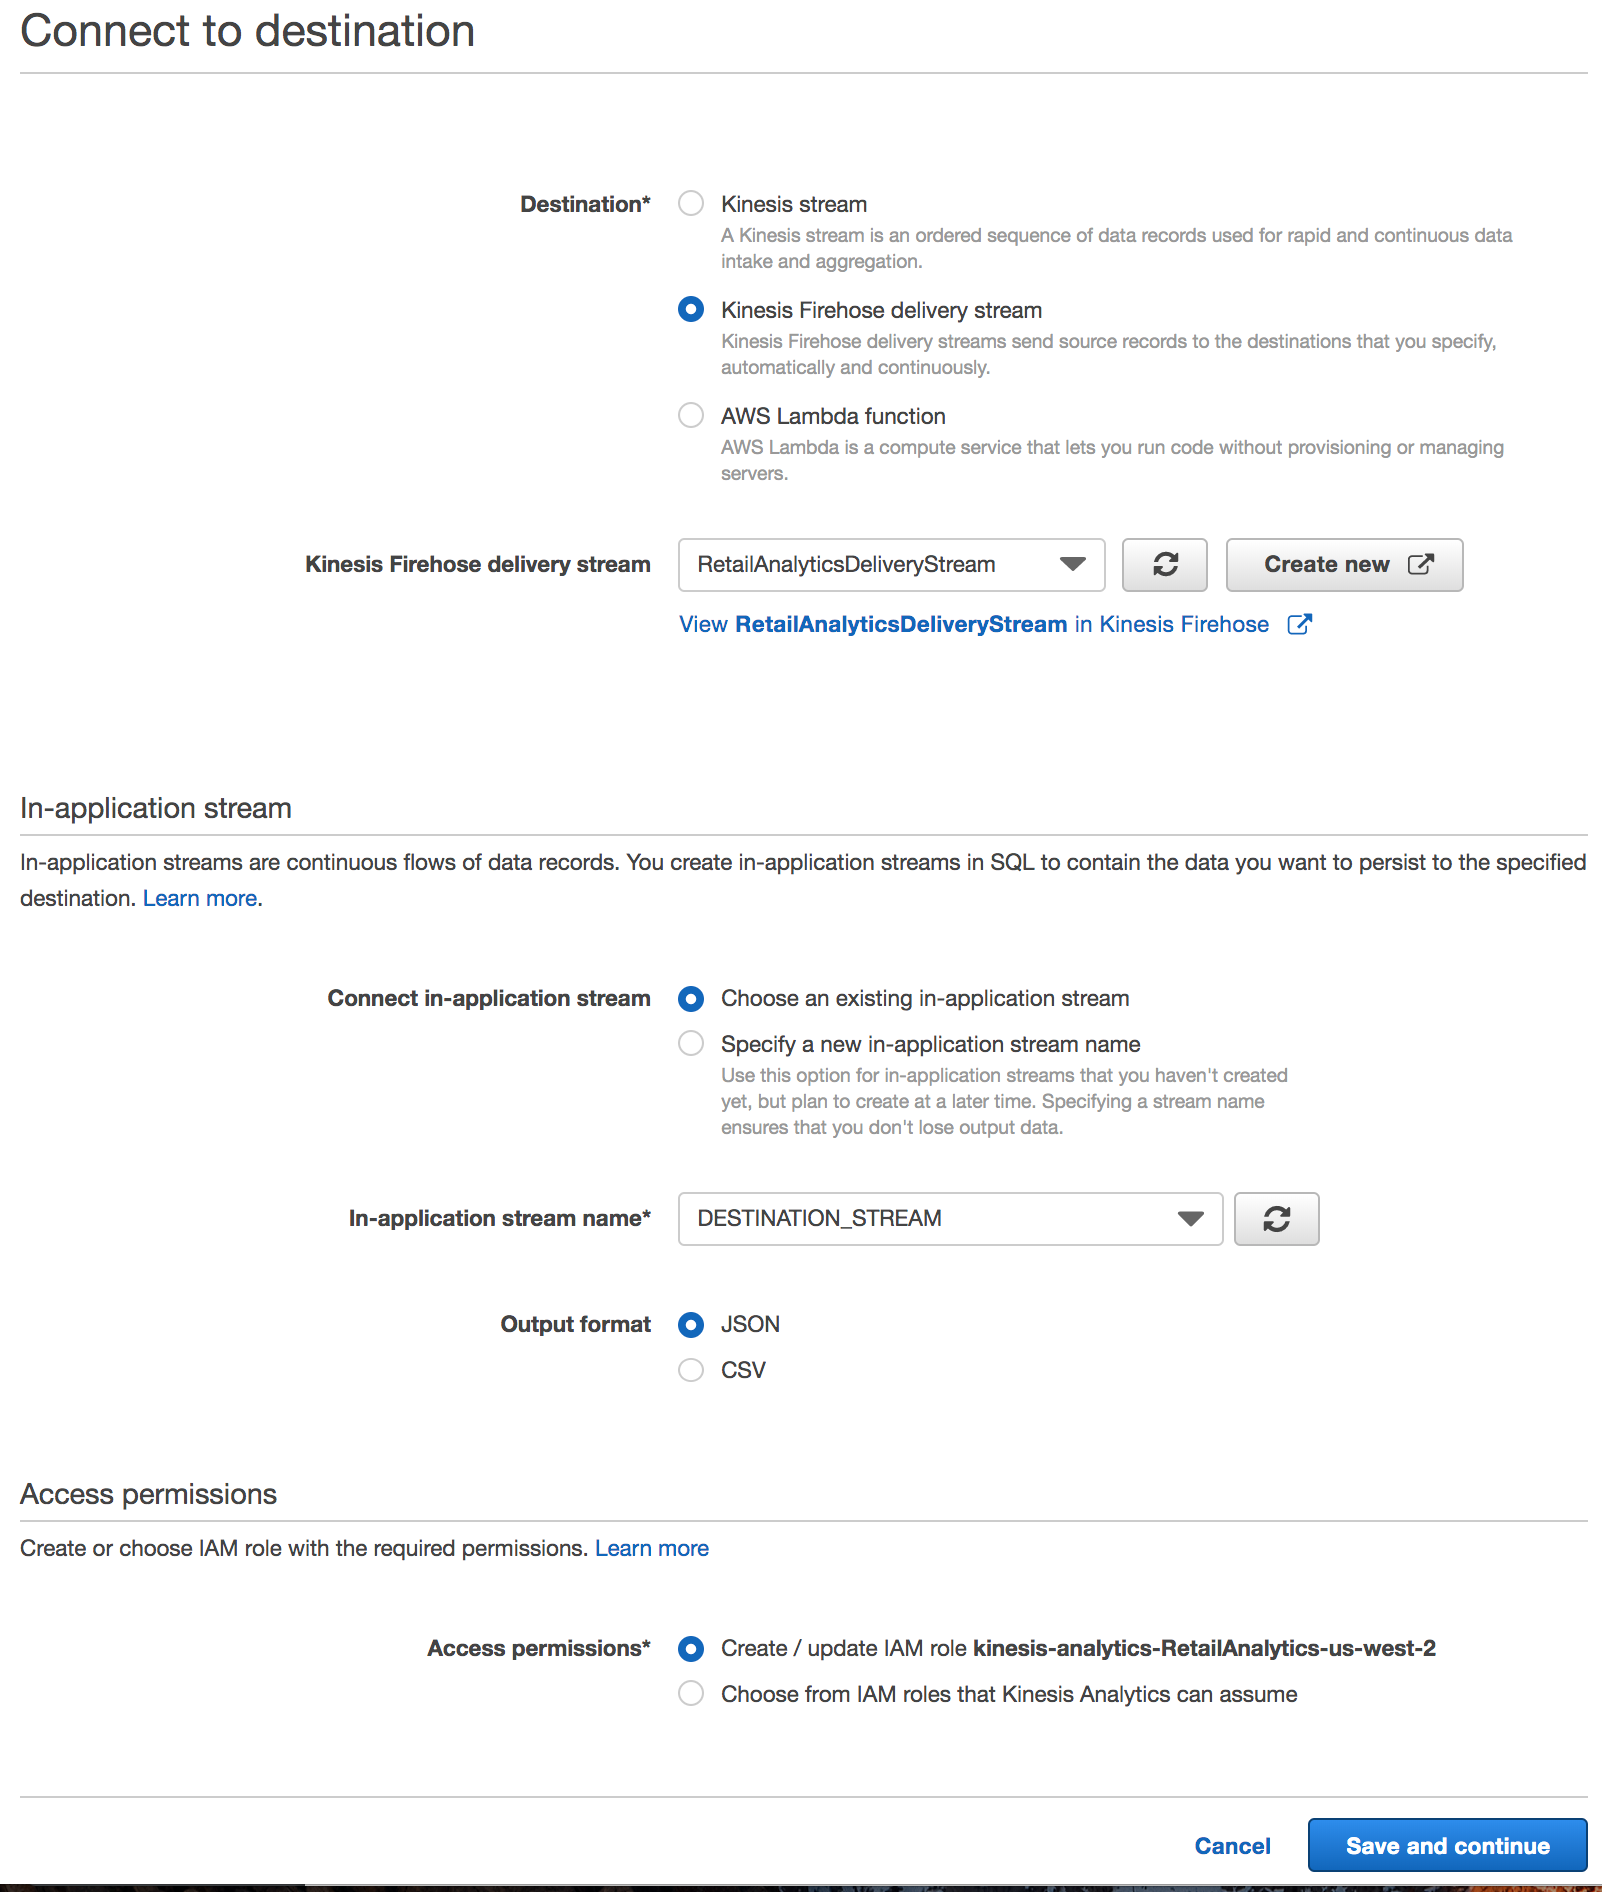 Connect to destination
Destination*
Kinesis stream
A Kinesis stream is an ordered sequence of data records used for rapid and continuous data
intake and aggregation.
Kinesis Firehose delivery stream
Kinesis Firehose delivery streams send source records to the destinations that you specify,
automatically and continuously.
AWS Lambda function
AWS Lambda is a compute service that lets you run code without provisioning or managing
servers.
Kinesis Firehose delivery stream
RetailAnalyticsDeliveryStream
Create new
View RetailAnalyticsDeliveryStream in Kinesis Firehose
In-application stream
In-application streams are continuous flows of data records. You create in-application streams in SQL to contain the data you want to persist to the specified
destination. Learn more.
Connect in-application stream
Choose an existing in-application stream
Specify a new in-application stream name
Use this option for in-application streams that you haven't created
yet, but plan to create at a later time. Specifying a stream name
ensures that you don't lose output data.
In-application stream name*
DESTINATION_STREAM
Output format
JSON
CSV
Access permissions
Create or choose IAM role with the required permissions. Learn more
Access permissions*
Create / update IAM role kinesis-analytics-RetailAnalytics-us-west-2
Choose from IAM roles that Kinesis Analytics can assume
Cancel
Save and continue